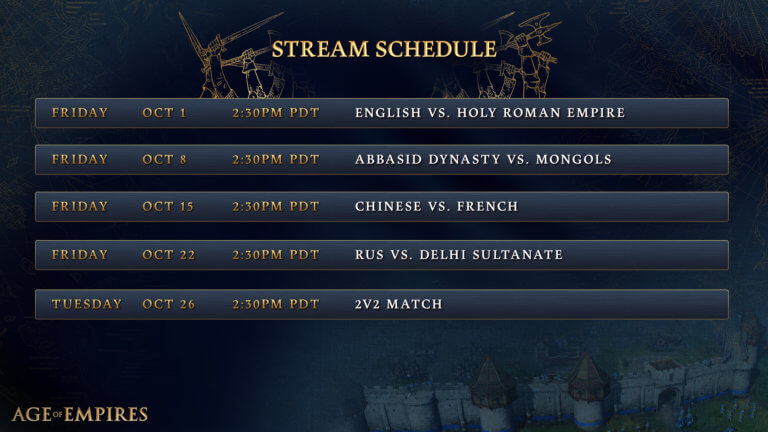 STREAM SCHEDULE
FRIDAY OCT 1 2:30PM PDT ENGLISH VS. HOLY ROMAN EMPIRE
FRIDAY OCT 8 2:30PM PDT ABBASID DYNASTY VS. MONGOLS
FRIDAY OCT 15 2:30PM PDT CHINESE VS. FRENCH
FRIDAY OCT 22 2:30PM PDT RUS VS. DELHI SULTANATE
TUESDAY OCT 26 2:30PM PDT 2V2 MATCH
AGE OF EMPIRES